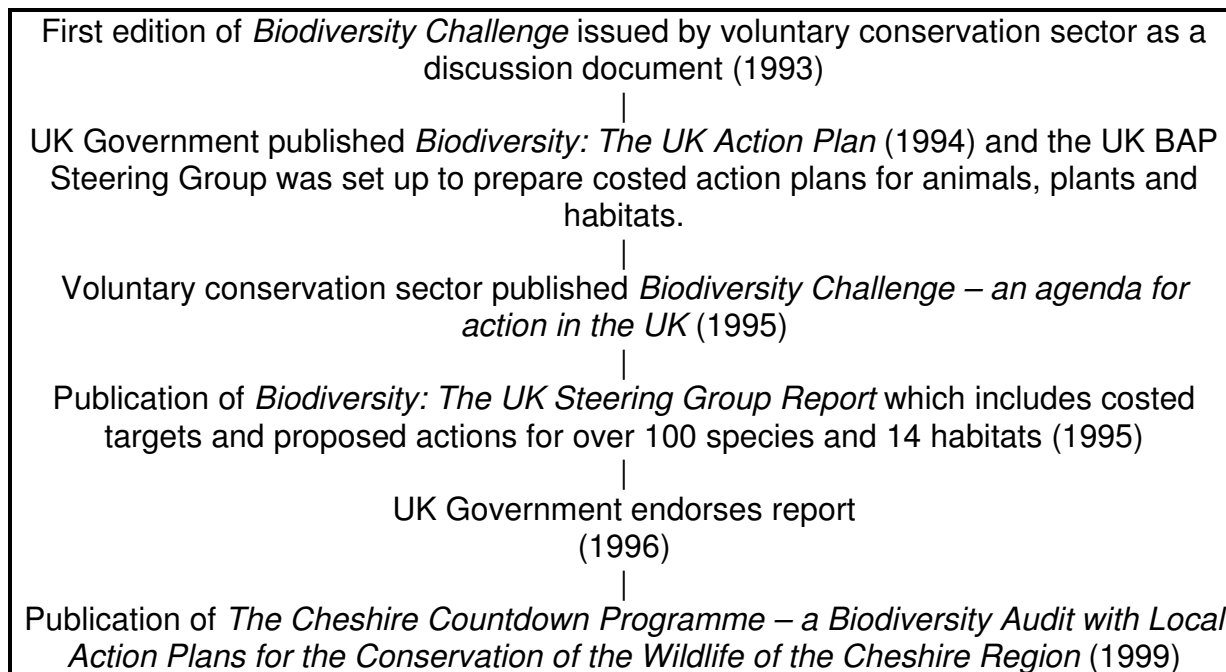 First edition of Biodiversity Challenge issued by voluntary conservation sector as a
discussion document (1993)
|
UK Government published Biodiversity: The UK Action Plan (1994) and the UK BAP
Steering Group was set up to prepare costed action plans for animals, plants and
habitats.
|
Voluntary conservation sector published Biodiversity Challenge – an agenda for
action in the UK (1995)
|
Publication of Biodiversity: The UK Steering Group Report which includes costed
targets and proposed actions for over 100 species and 14 habitats (1995)
|
UK Government endorses report
(1996)
|
Publication of The Cheshire Countdown Programme – a Biodiversity Audit with Local
Action Plans for the Conservation of the Wildlife of the Cheshire Region (1999)